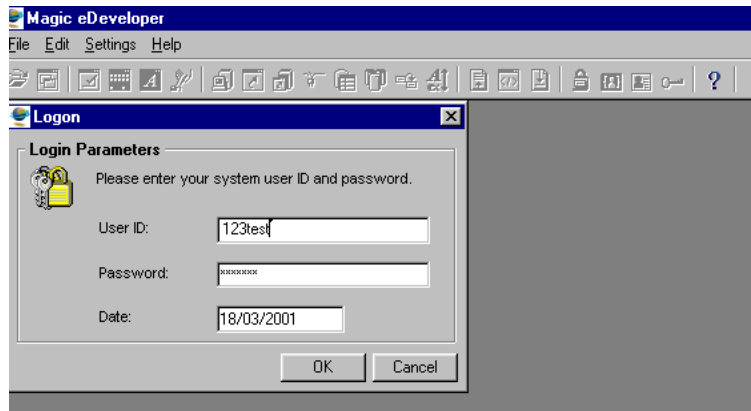 Magic eDeveloper
File Edit Settings Help
Logon
Login Parameters
Please enter your system user ID and password.
User ID: 123test
Password: *******
Date: 18/03/2001
OK Cancel